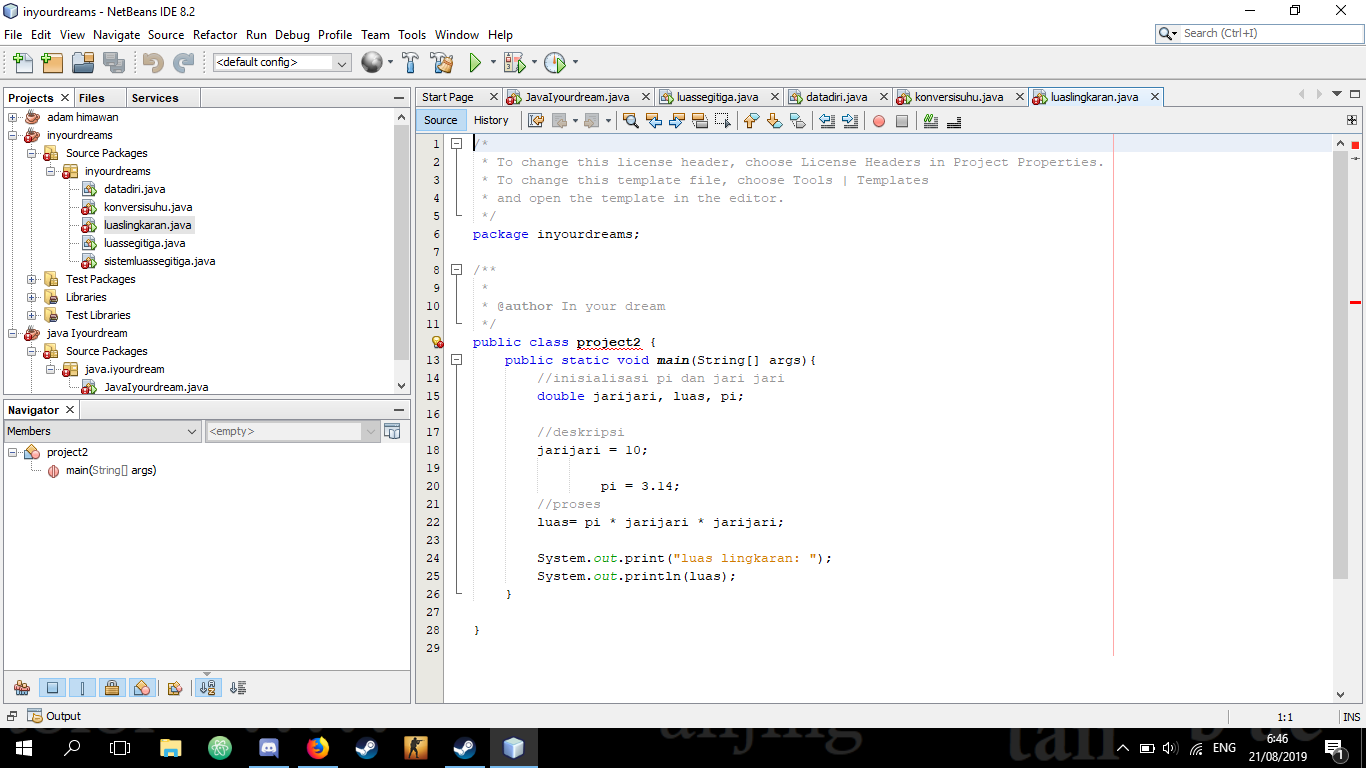 inyourdreams - NetBeans IDE 8.2
File Edit View Navigate Source Refactor Run Debug Profile Team Tools Window Help
Search (Ctrl+I)
<default config>
Projects Files Services
adam himawan
inyourdreams
Source Packages
inyourdreams
datadiri.java
konversisuhu.java
luaslingkaran.java
luassegitiga.java
sistemluassegitiga.java
Test Packages
Libraries
Test Libraries
java Iyourdream
Source Packages
java.iyourdream
JavaIyourdream.java
Navigator
Members <empty>
project2
main(String[] args)
Start Page JavaIyourdream.java luassegitiga.java datadiri.java konversisuhu.java luaslingkaran.java
Source History
1 /*
2 * To change this license header, choose License Headers in Project Properties.
3 * To change this template file, choose Tools | Templates
4 * and open the template in the editor.
5 */
6 package inyourdreams;
7
8 /**
9 *
10 * @author In your dream
11 */
public class project2 {
13 public static void main(String[] args){
14 //inisialisasi pi dan jari jari
15 double jarijari, luas, pi;
16
17 //deskripsi
18 jarijari = 10;
19
20 pi = 3.14;
21 //proses
22 luas= pi * jarijari * jarijari;
23
24 System.out.print("luas lingkaran: ");
25 System.out.println(luas);
26 }
27
28 }
29
Output
1:1 INS
ENG
6:46
21/08/2019
1